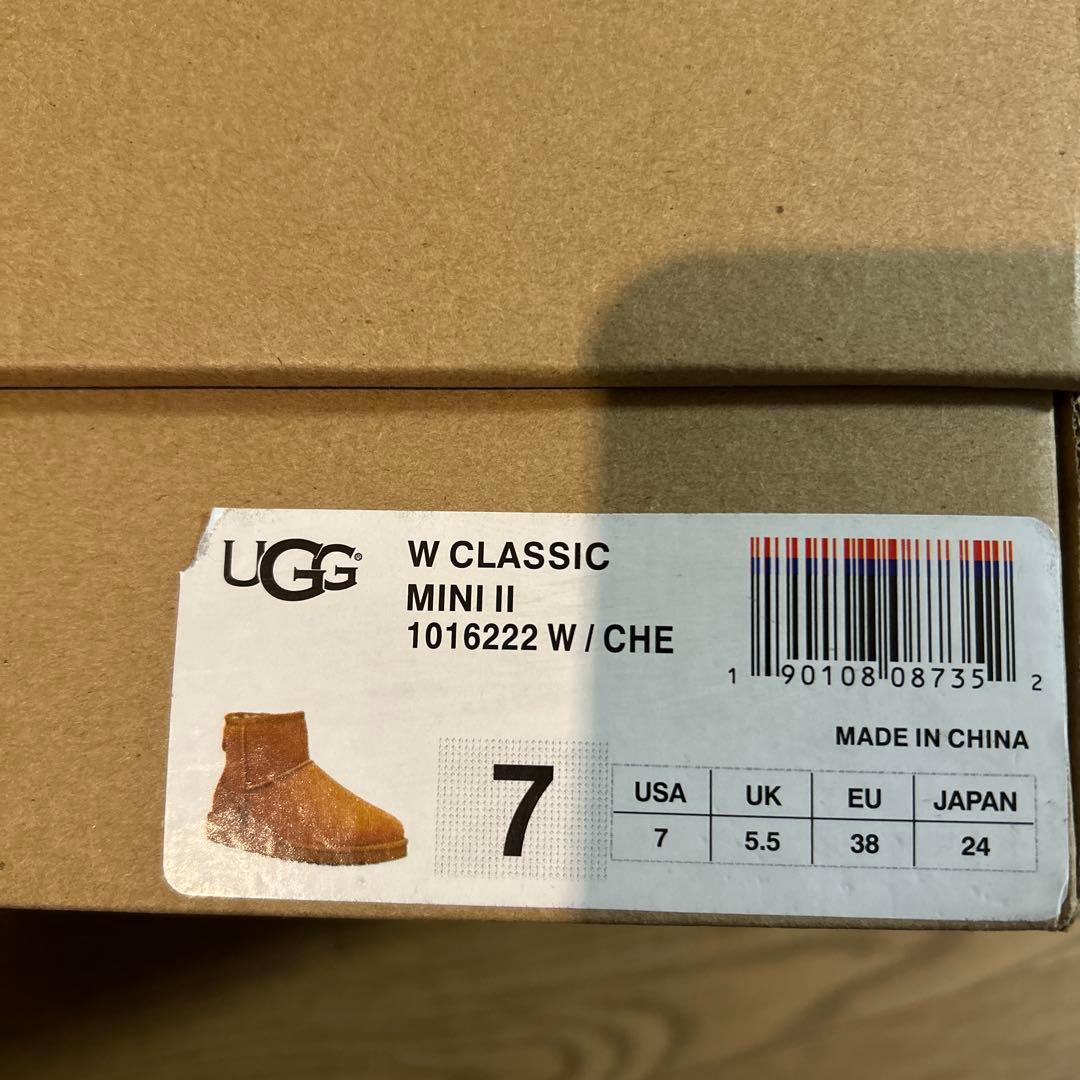 UGG®
W CLASSIC
MINI II
1016222 W / CHE
1 90108 08735 2
MADE IN CHINA
7
USA UK EU JAPAN
7 5.5 38 24